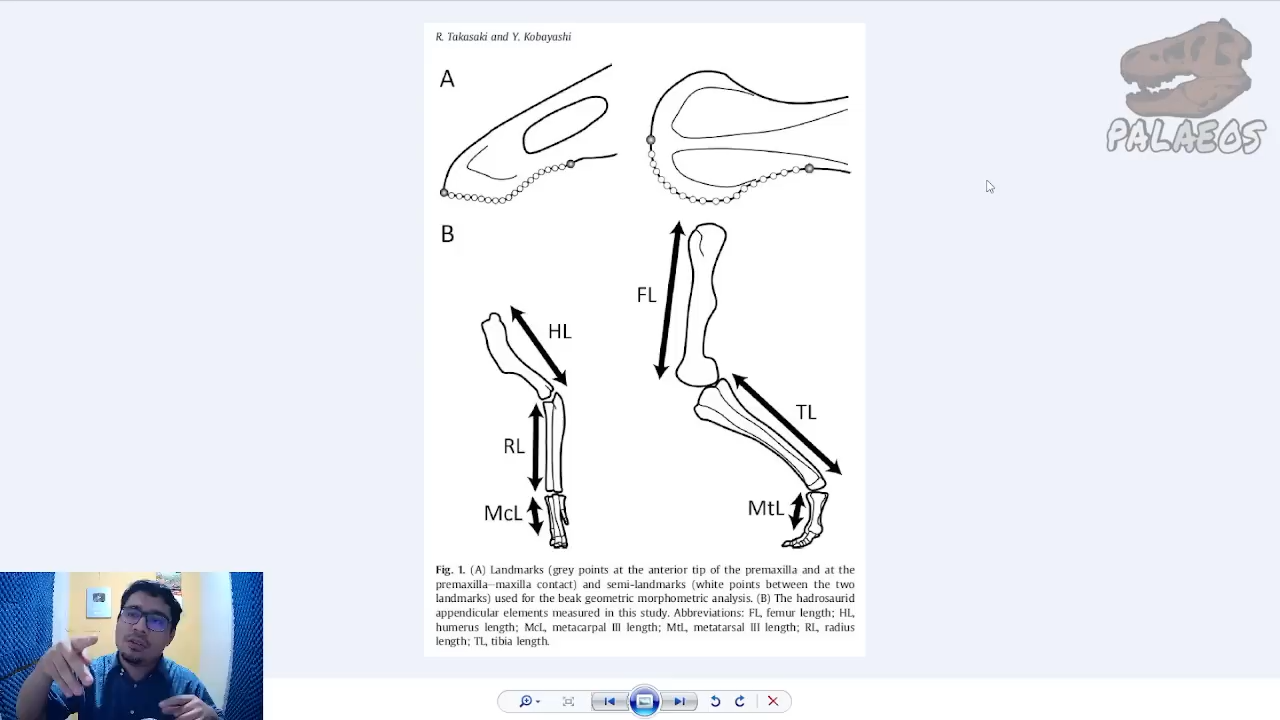 R. Takasaki and Y. Kobayashi
PALAEOS
A
B
FL
HL
TL
RL
McL
MtL
Fig. 1. (A) Landmarks (grey points at the anterior tip of the premaxilla and at the
premaxilla—maxilla contact) and semi-landmarks (white points between the two
landmarks) used for the beak geometric morphometric analysis. (B) The hadrosaurid
appendicular elements measured in this study. Abbreviations: FL, femur length; HL,
humerus length; McL, metacarpal III length; MtL, metatarsal III length; RL, radius
length; TL, tibia length.